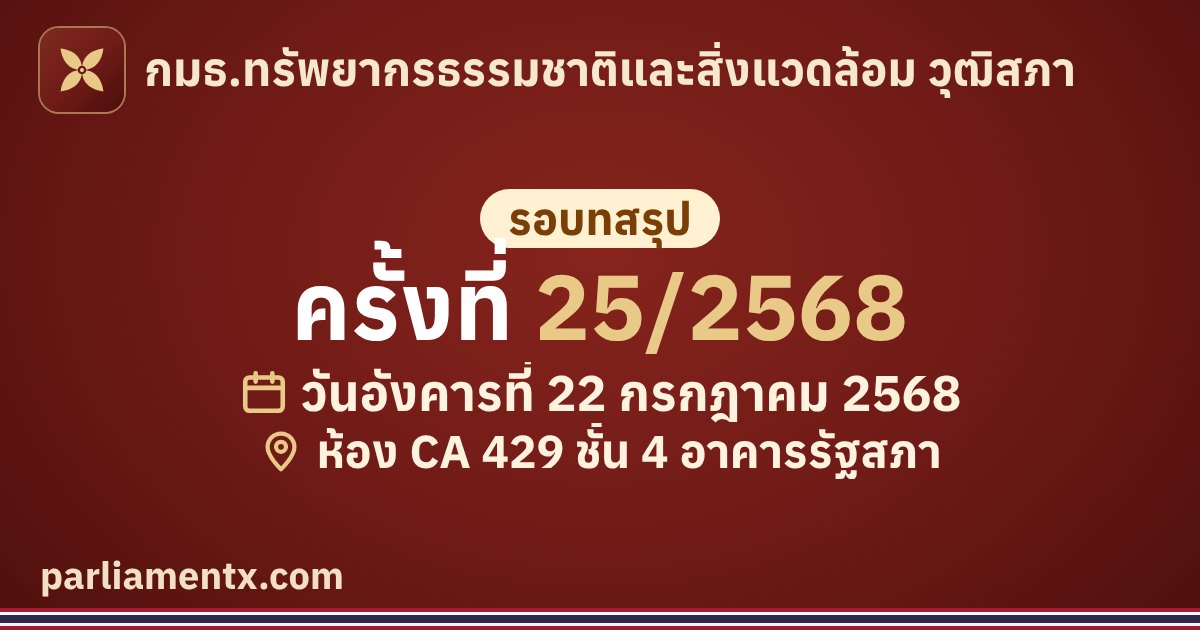 กมธ.ทรัพยากรธรรมชาติและสิ่งแวดล้อม วุฒิสภา
รอบทสรุป
ครั้งที่ 25/2568
วันอังคารที่ 22 กรกฎาคม 2568
ห้อง CA 429 ชั้น 4 อาคารรัฐสภา
parliamentx.com